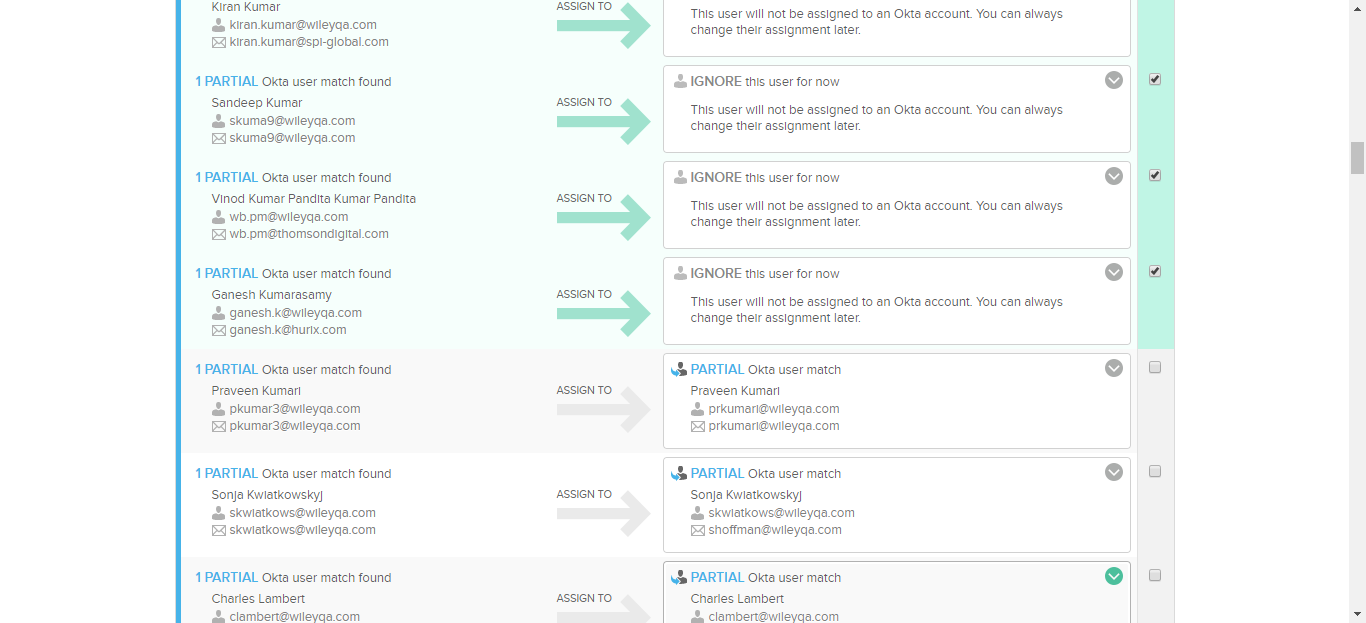 Kiran Kumar
kiran.kumar@wileyqa.com
kiran.kumar@spi-global.com
ASSIGN TO
This user will not be assigned to an Okta account. You can always
change their assignment later.
1 PARTIAL Okta user match found
Sandeep Kumar
skuma9@wileyqa.com
skuma9@wileyqa.com
ASSIGN TO
IGNORE this user for now
This user will not be assigned to an Okta account. You can always
change their assignment later.
1 PARTIAL Okta user match found
Vinod Kumar Pandita Kumar Pandita
wb.pm@wileyqa.com
wb.pm@thomsondigital.com
ASSIGN TO
IGNORE this user for now
This user will not be assigned to an Okta account. You can always
change their assignment later.
1 PARTIAL Okta user match found
Ganesh Kumarasamy
ganesh.k@wileyqa.com
ganesh.k@hurix.com
ASSIGN TO
IGNORE this user for now
This user will not be assigned to an Okta account. You can always
change their assignment later.
1 PARTIAL Okta user match found
Praveen Kumari
pkumar3@wileyqa.com
pkumar3@wileyqa.com
ASSIGN TO
PARTIAL Okta user match
Praveen Kumari
prkumari@wileyqa.com
prkumari@wileyqa.com
1 PARTIAL Okta user match found
Sonja Kwiatkowskyj
skwiatkows@wileyqa.com
skwiatkows@wileyqa.com
ASSIGN TO
PARTIAL Okta user match
Sonja Kwiatkowskyj
skwiatkows@wileyqa.com
shoffman@wileyqa.com
1 PARTIAL Okta user match found
Charles Lambert
clambert@wileyqa.com
ASSIGN TO
PARTIAL Okta user match
Charles Lambert
clambert@wileyqa.com